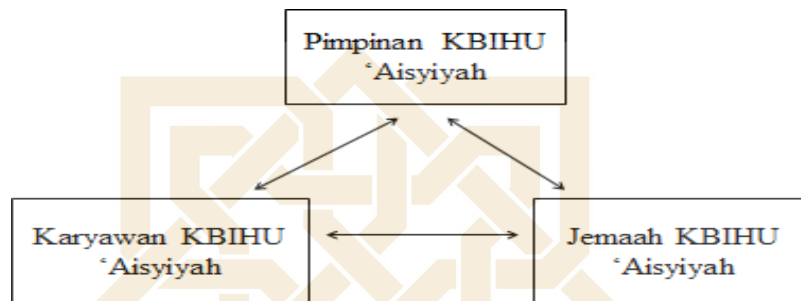 Pimpinan KBIHU
‘Aisyiyah
Karyawan KBIHU
‘Aisyiyah
Jemaah KBIHU
‘Aisyiyah